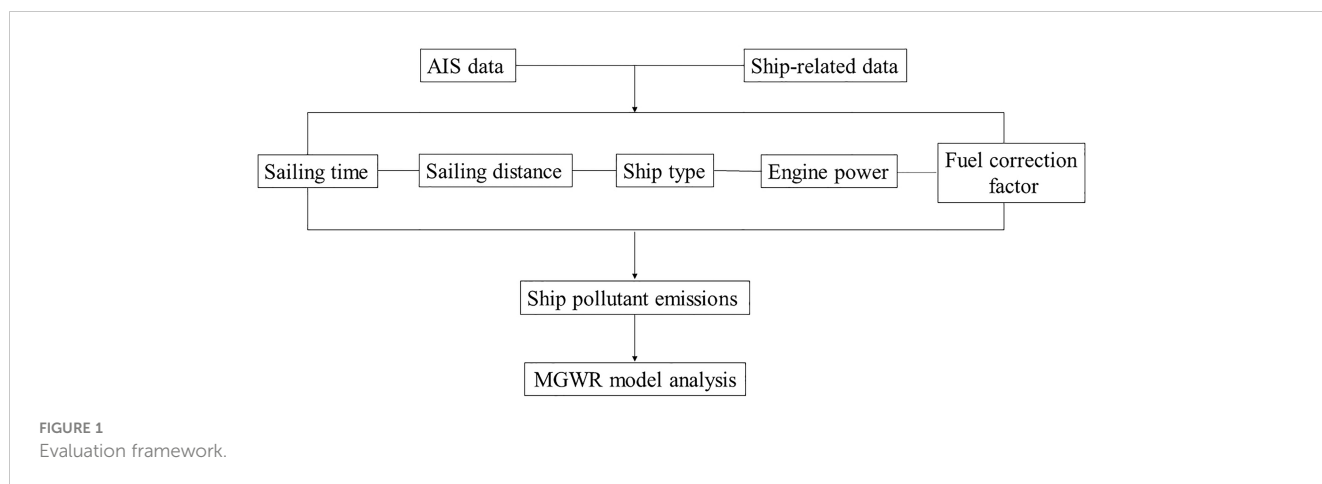 AIS data
Ship-related data
Sailing time
Sailing distance
Ship type
Engine power
Fuel correction
factor
Ship pollutant emissions
MGWR model analysis
FIGURE 1
Evaluation framework.